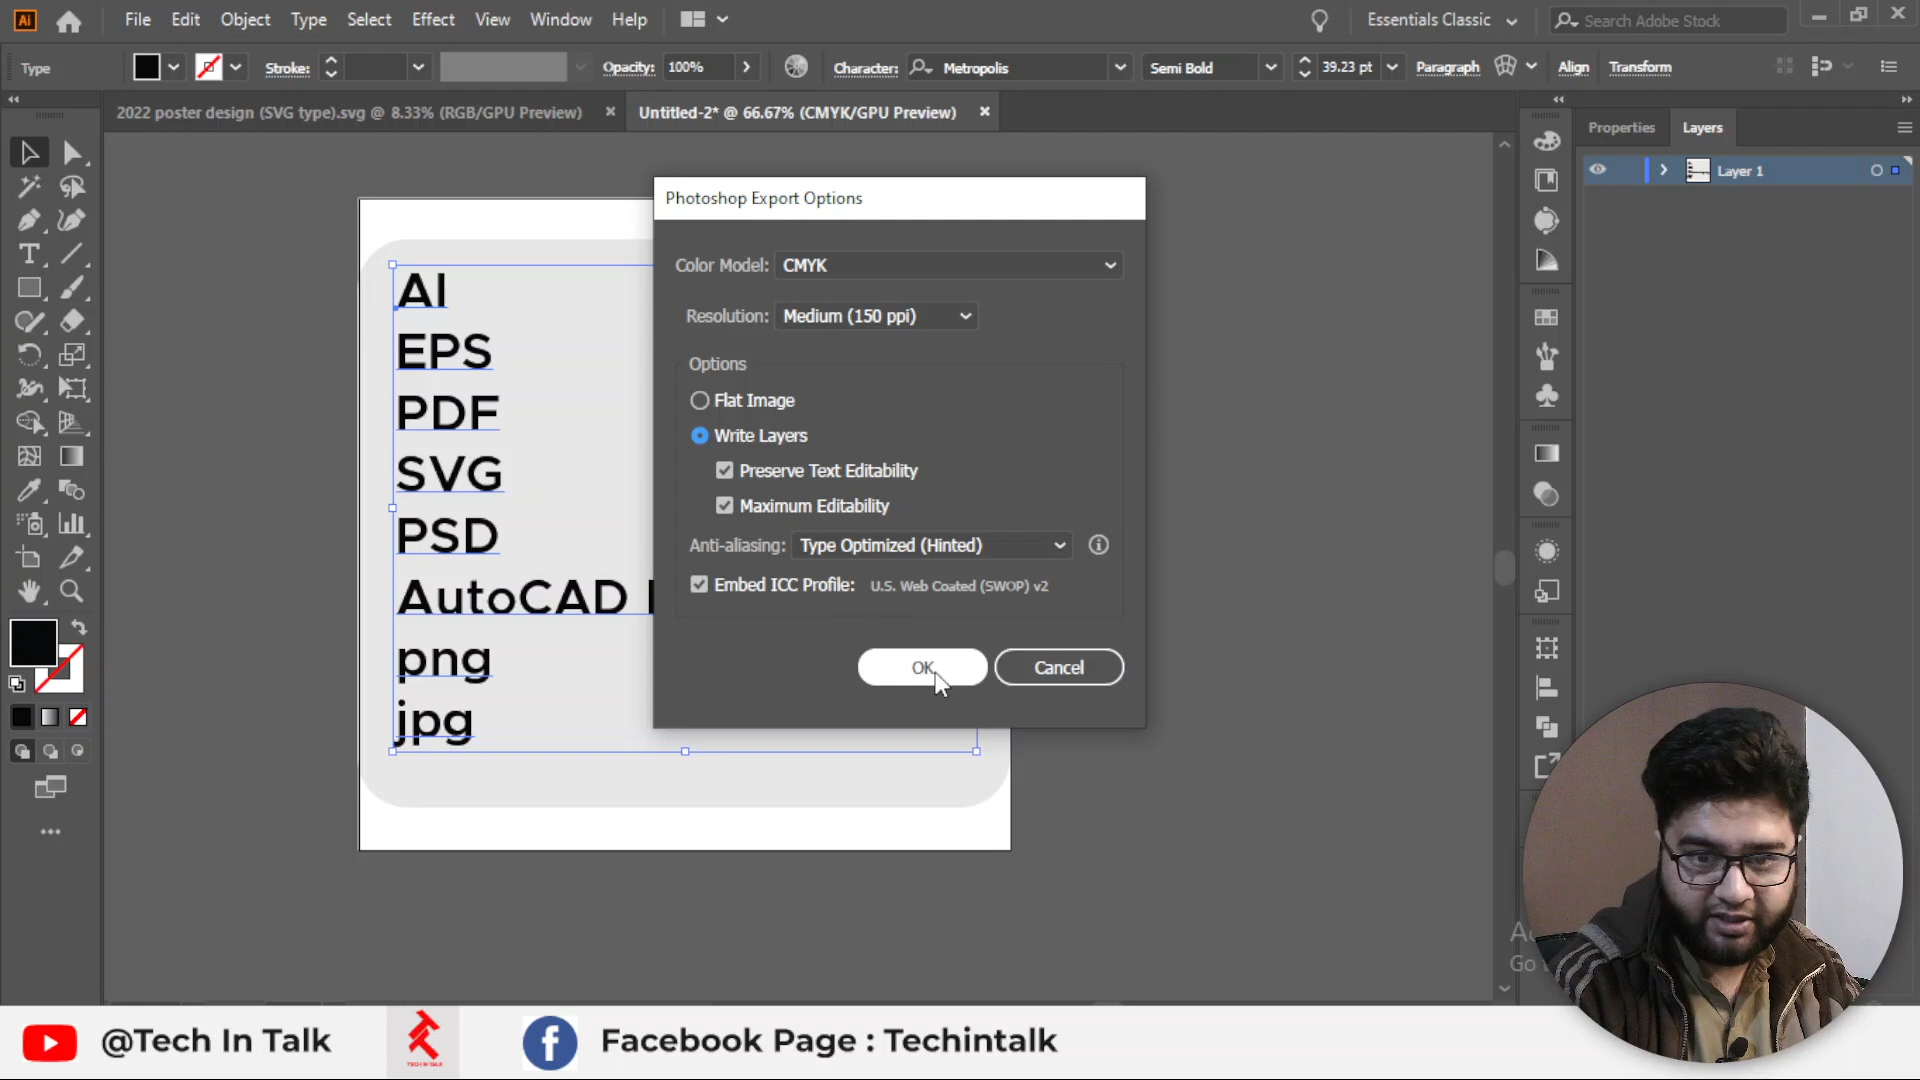 Ai File Edit Object Type Select Effect View Window Help Essentials Classic Search Adobe Stock
Type Stroke: Opacity: 100% Character: Metropolis Semi Bold 39.23 pt Paragraph Align Transform
2022 poster design (SVG type).svg @ 8.33% (RGB/GPU Preview) Untitled-2* @ 66.67% (CMYK/GPU Preview)
Properties Layers
Layer 1
Photoshop Export Options
Color Model: CMYK
Resolution: Medium (150 ppi)
Options
Flat Image
Write Layers
Preserve Text Editability
Maximum Editability
Anti-aliasing: Type Optimized (Hinted)
Embed ICC Profile: U.S. Web Coated (SWOP) v2
OK Cancel
AI
EPS
PDF
SVG
PSD
AutoCAD
png
jpg
Go
@Tech In Talk
TECH IN TALK
Facebook Page : Techintalk